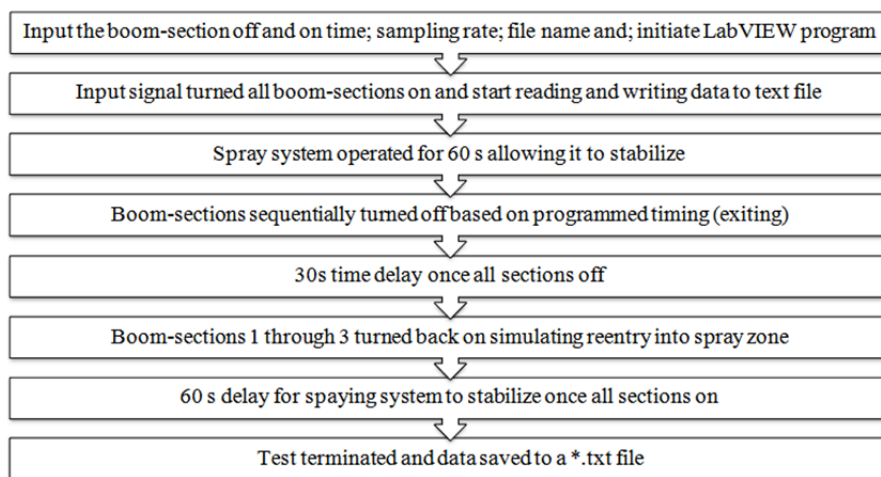 Input the boom-section off and on time; sampling rate; file name and; initiate LabVIEW program
Input signal turned all boom-sections on and start reading and writing data to text file
Spray system operated for 60 s allowing it to stabilize
Boom-sections sequentially turned off based on programmed timing (exiting)
30s time delay once all sections off
Boom-sections 1 through 3 turned back on simulating reentry into spray zone
60 s delay for spaying system to stabilize once all sections on
Test terminated and data saved to a *.txt file